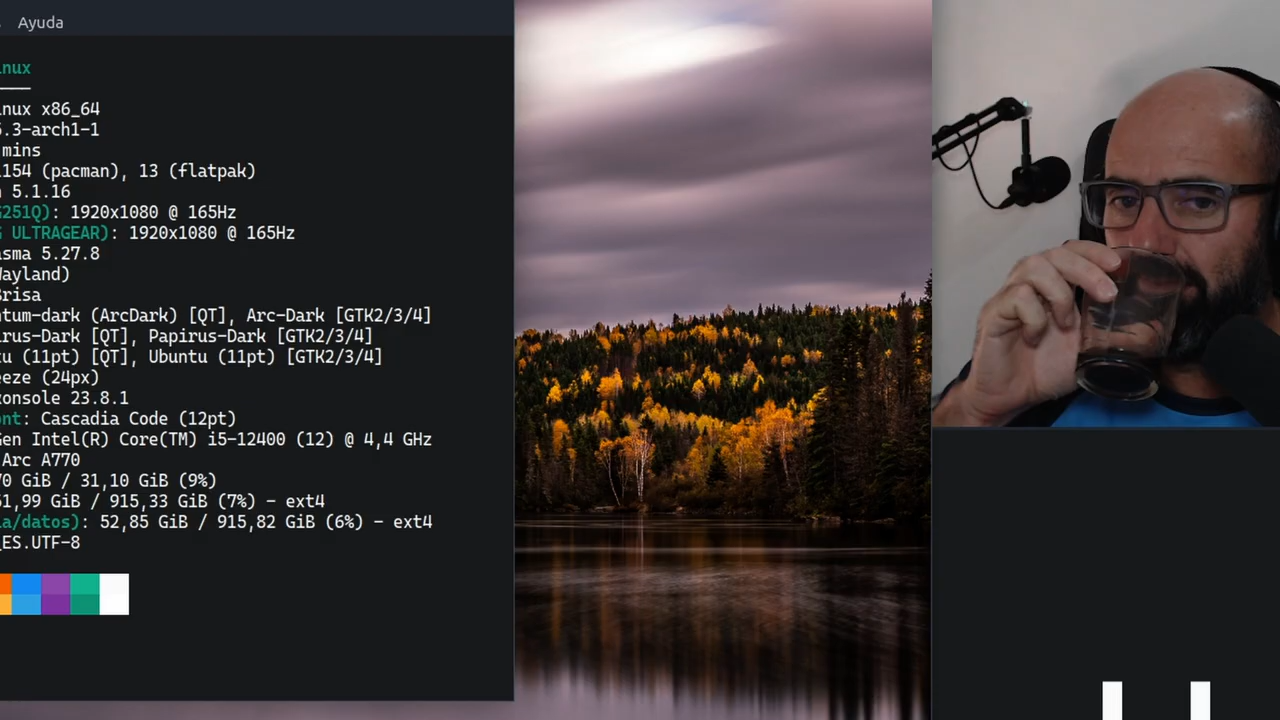 Ayuda
inux
inux x86_64
5.3-arch1-1
mins
1154 (pacman), 13 (flatpak)
5.1.16
G251Q): 1920x1080 @ 165Hz
G ULTRAGEAR): 1920x1080 @ 165Hz
asma 5.27.8
Wayland)
Brisa
ntum-dark (ArcDark) [QT], Arc-Dark [GTK2/3/4]
irus-Dark [QT], Papirus-Dark [GTK2/3/4]
tu (11pt) [QT], Ubuntu (11pt) [GTK2/3/4]
eeze (24px)
console 23.8.1
ont: Cascadia Code (12pt)
Gen Intel(R) Core(TM) i5-12400 (12) @ 4,4 GHz
Arc A770
70 GiB / 31,10 GiB (9%)
61,99 GiB / 915,33 GiB (7%) - ext4
ia/datos): 52,85 GiB / 915,82 GiB (6%) - ext4
_ES.UTF-8